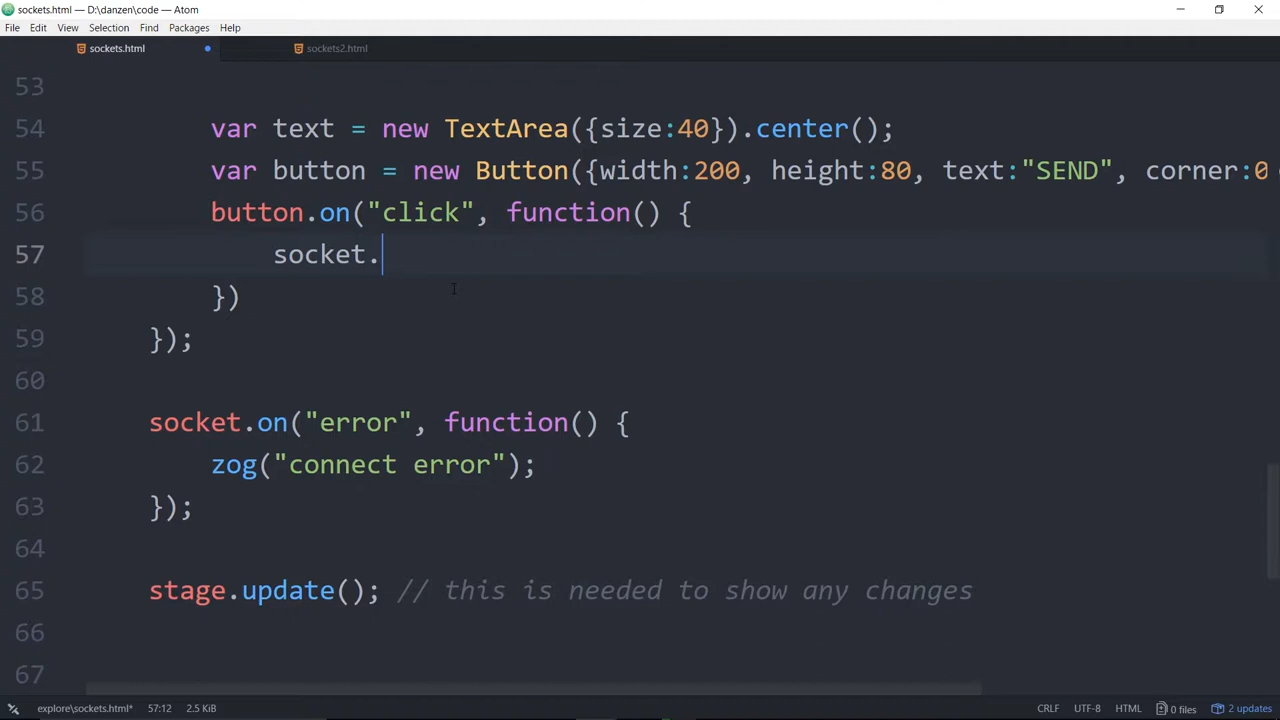 sockets.html — D:\danzen\code — Atom
File Edit View Selection Find Packages Help
sockets.html sockets2.html
53
54 var text = new TextArea({size:40}).center();
55 var button = new Button({width:200, height:80, text:"SEND", corner:0
56 button.on("click", function() {
57 socket.
58 })
59 });
60
61 socket.on("error", function() {
62 zog("connect error");
63 });
64
65 stage.update(); // this is needed to show any changes
66
67
explore\sockets.html* 57:12 2.5 KiB CRLF UTF-8 HTML 0 files 2 updates